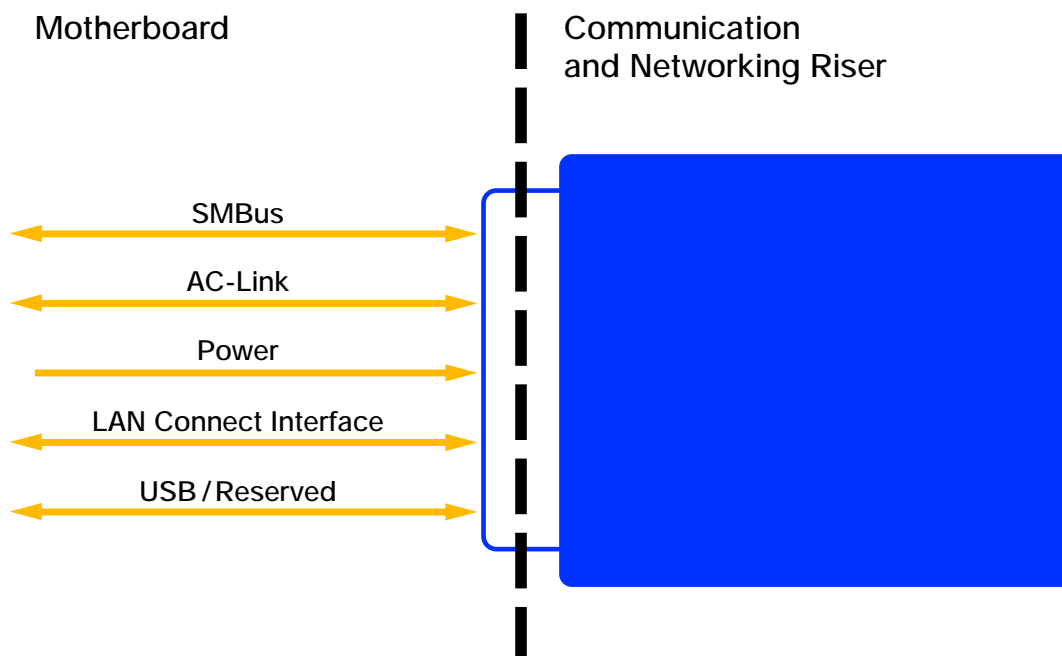 Motherboard
Communication
and Networking Riser
SMBus
AC-Link
Power
LAN Connect Interface
USB/Reserved